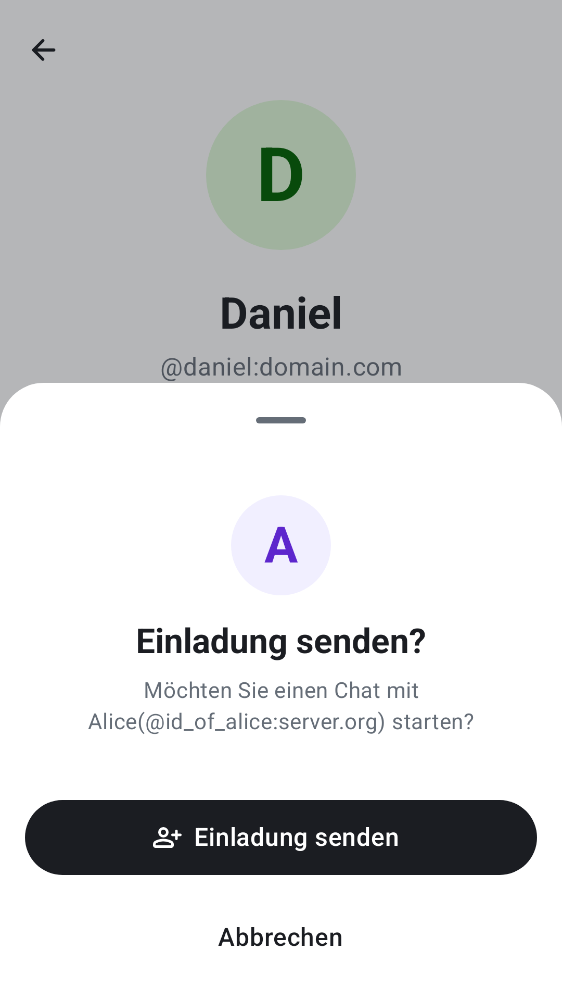 D
Daniel
@daniel:domain.com
A
Einladung senden?
Möchten Sie einen Chat mit
Alice(@id_of_alice:server.org) starten?
Einladung senden
Abbrechen